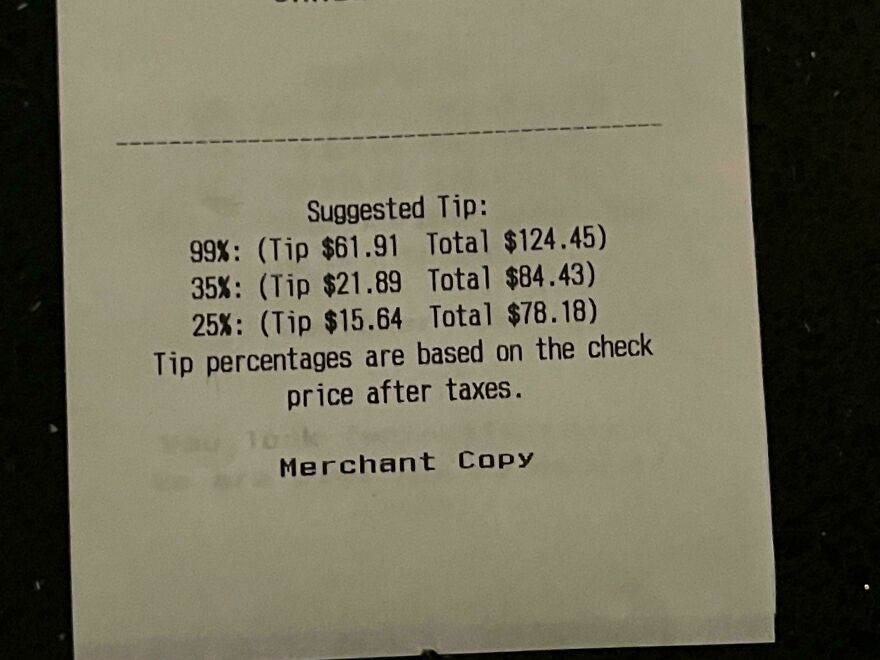 Suggested Tip:
99%: (Tip $61.91 Total $124.45)
35%: (Tip $21.89 Total $84.43)
25%: (Tip $15.64 Total $78.18)
Tip percentages are based on the check
price after taxes.
Merchant Copy